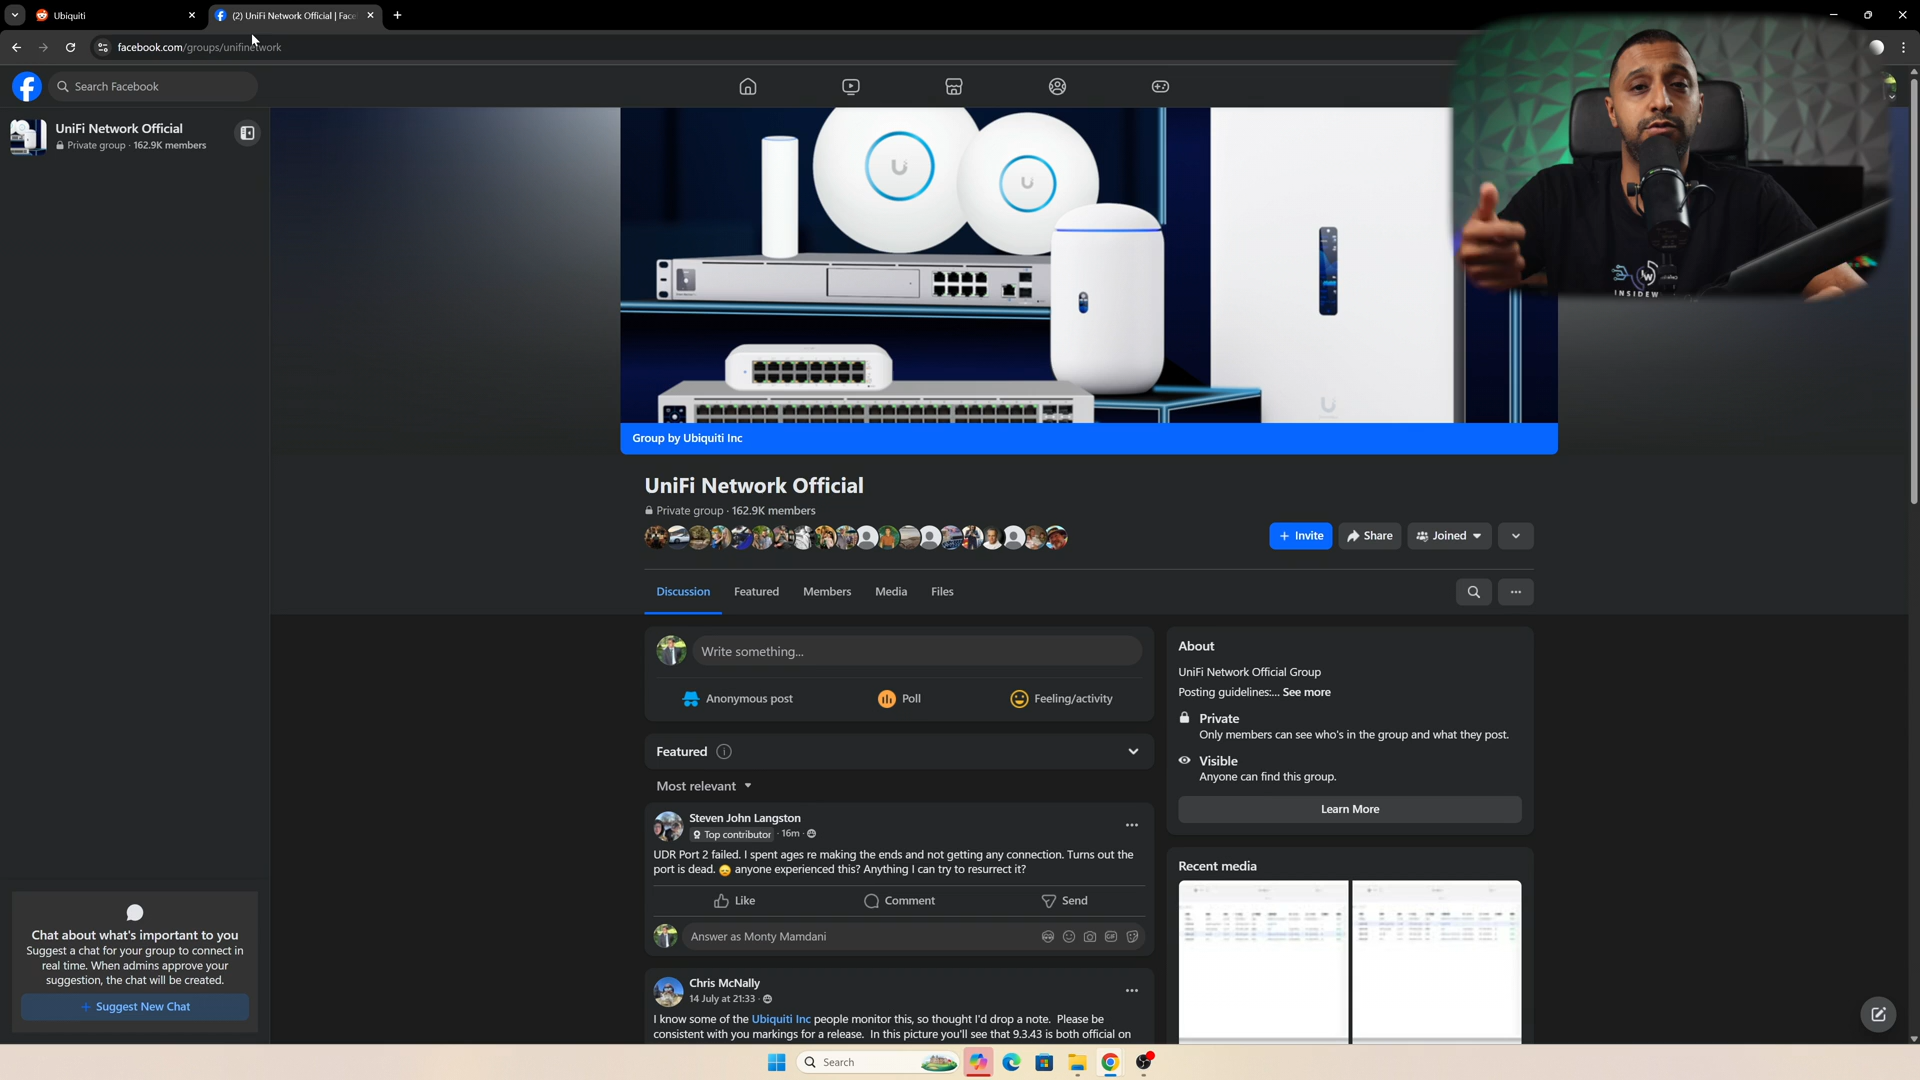 Ubiquiti
(2) UniFi Network Official | Face
facebook.com/groups/unifinetwork
Search Facebook
UniFi Network Official
Private group · 162.9K members
Group by Ubiquiti Inc
INSIDEW
UniFi Network Official
Private group · 162.9K members
+ Invite
Share
Joined
Discussion
Featured
Members
Media
Files
Write something...
Anonymous post
Poll
Feeling/activity
Featured
Most relevant
Steven John Langston
Top contributor · 16m ·
UDR Port 2 failed. I spent ages re making the ends and not getting any connection. Turns out the
port is dead. 😞 anyone experienced this? Anything I can try to resurrect it?
Like
Comment
Send
Answer as Monty Mamdani
Chris McNally
14 July at 21:33 ·
I know some of the Ubiquiti Inc people monitor this, so thought I'd drop a note. Please be
consistent with you markings for a release. In this picture you'll see that 9.3.43 is both official on
About
UniFi Network Official Group
Posting guidelines:... See more
Private
Only members can see who's in the group and what they post.
Visible
Anyone can find this group.
Learn More
Recent media
Chat about what's important to you
Suggest a chat for your group to connect in
real time. When admins approve your
suggestion, the chat will be created.
+ Suggest New Chat
Search